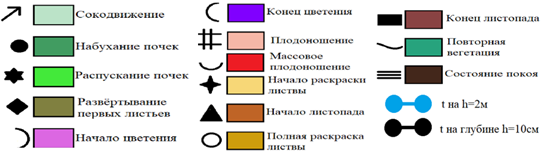 Сокодвижение
Набухание почек
Распускание почек
Развёртывание
первых листьев
Начало цветения
Конец цветения
Плодоношение
Массовое
плодоношение
Начало раскраски
листвы
Начало листопада
Полная раскраска
листвы
Конец листопада
Повторная
вегетация
Состояние покоя
t на h=2м
t на глубине h=10см